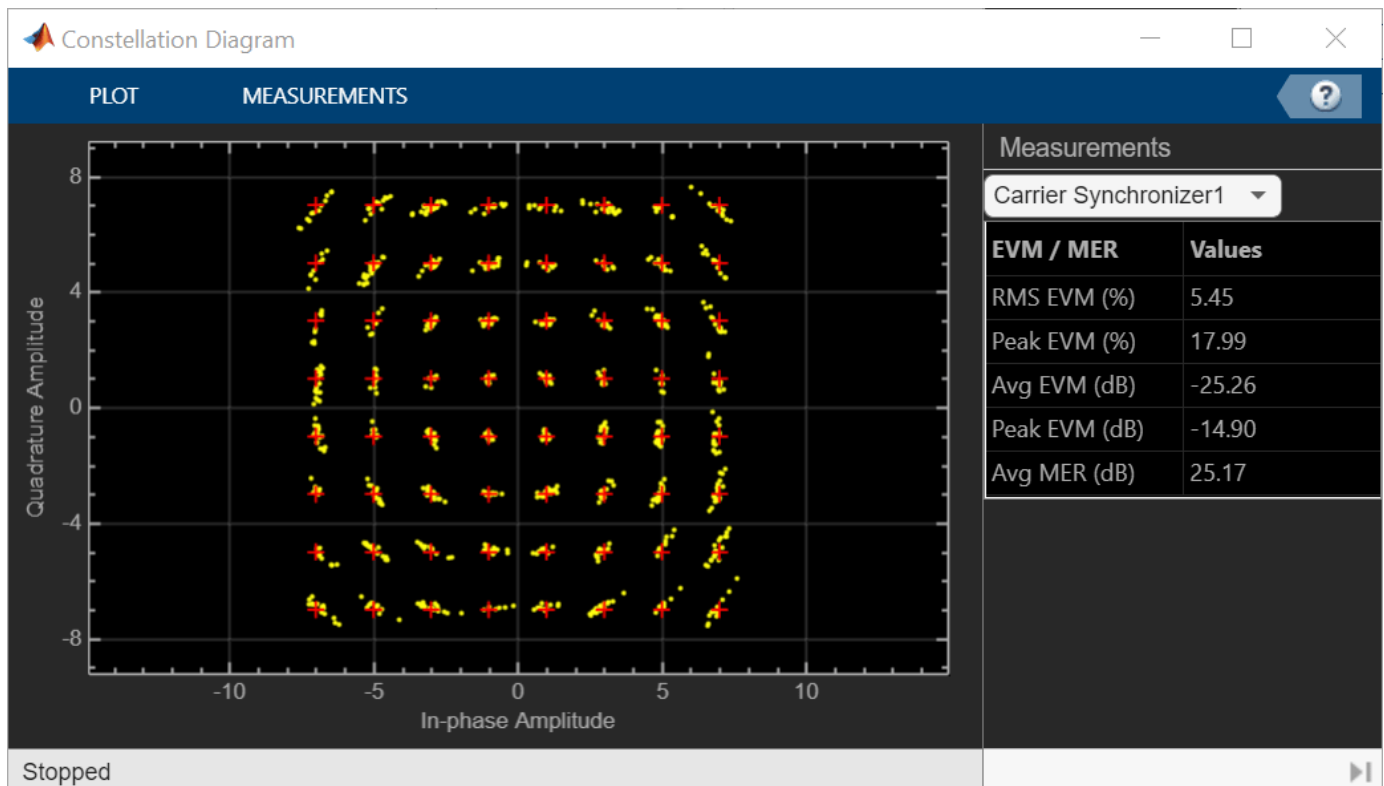 Constellation Diagram
PLOT MEASUREMENTS
?
8
4
0
-4
-8
Quadrature Amplitude
-10 -5 0 5 10
In-phase Amplitude
Measurements
Carrier Synchronizer1
EVM / MER Values
RMS EVM (%) 5.45
Peak EVM (%) 17.99
Avg EVM (dB) -25.26
Peak EVM (dB) -14.90
Avg MER (dB) 25.17
Stopped